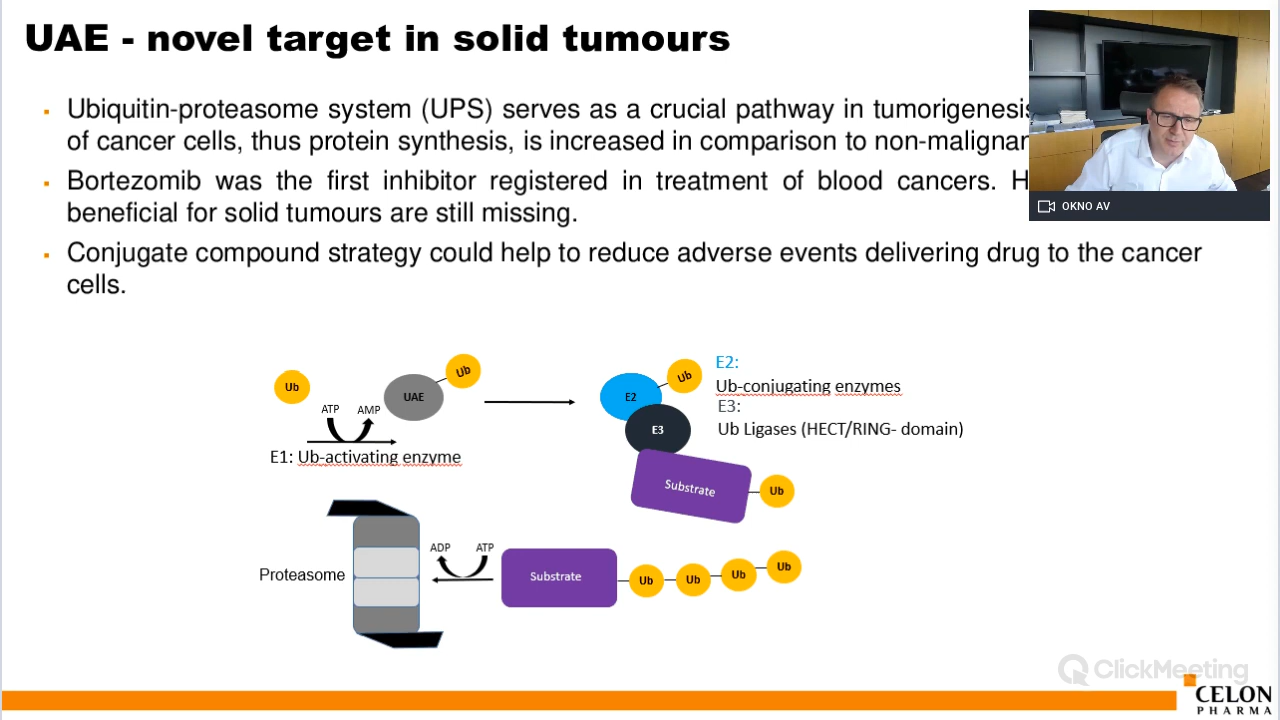 UAE - novel target in solid tumours
Ubiquitin-proteasome system (UPS) serves as a crucial pathway in tumorigenesis
of cancer cells, thus protein synthesis, is increased in comparison to
Bortezomib was the first inhibitor registered in treatment of blood cancers.
beneficial for solid tumours are still missing.
Conjugate compound strategy could help to reduce adverse events delivering drug to the cancer
cells.
OKNO AV
Ub
ATP
AMP
UAE
Ub
E1: Ub-activating enzyme
E2
Ub
E3
Substrate
Ub
E2:
Ub-conjugating enzymes
E3:
Ub Ligases (HECT/RING- domain)
Proteasome
ADP
ATP
Substrate
Ub
Ub
Ub
Ub
ClickMeeting
CELON
PHARMA